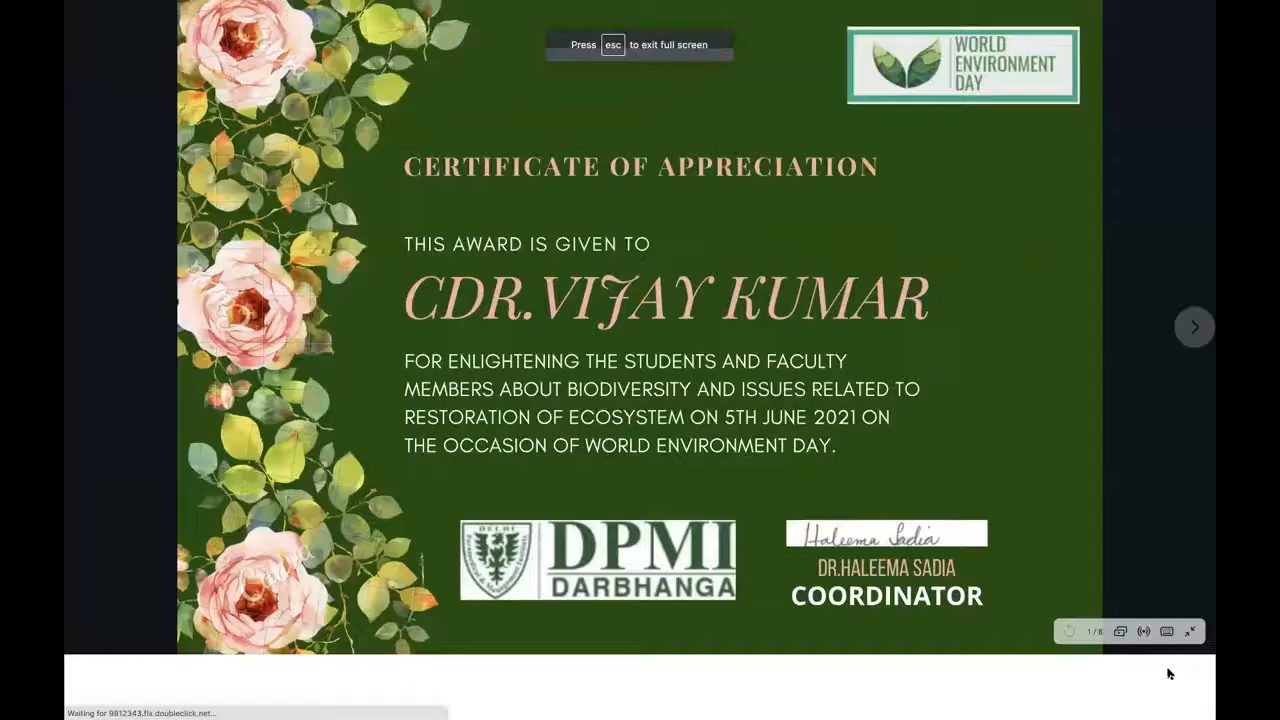 Press esc to exit full screen
WORLD
ENVIRONMENT
DAY
CERTIFICATE OF APPRECIATION
THIS AWARD IS GIVEN TO
CDR.VIJAY KUMAR
FOR ENLIGHTENING THE STUDENTS AND FACULTY
MEMBERS ABOUT BIODIVERSITY AND ISSUES RELATED TO
RESTORATION OF ECOSYSTEM ON 5TH JUNE 2021 ON
THE OCCASION OF WORLD ENVIRONMENT DAY.
DELHI
DPMI
DARBHANGA
Haleema Sadia
DR.HALEEMA SADIA
COORDINATOR
1/8
Waiting for 9812343.fls.doubleclick.net...